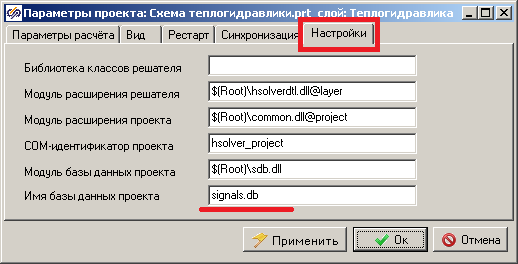 Параметры проекта: Схема теплогидравлики.prt слой: Теплогидравлика
Параметры расчёта Вид Рестарт Синхронизация Настройки
Библиотека классов решателя
Модуль расширения решателя $(Root)\hsolverdtl.dll@layer
Модуль расширения проекта $(Root)\common.dll@project
COM-идентификатор проекта hsolver_project
Модуль базы данных проекта $(Root)\sdb.dll
Имя базы данных проекта signals.db
Применить Ok Отмена